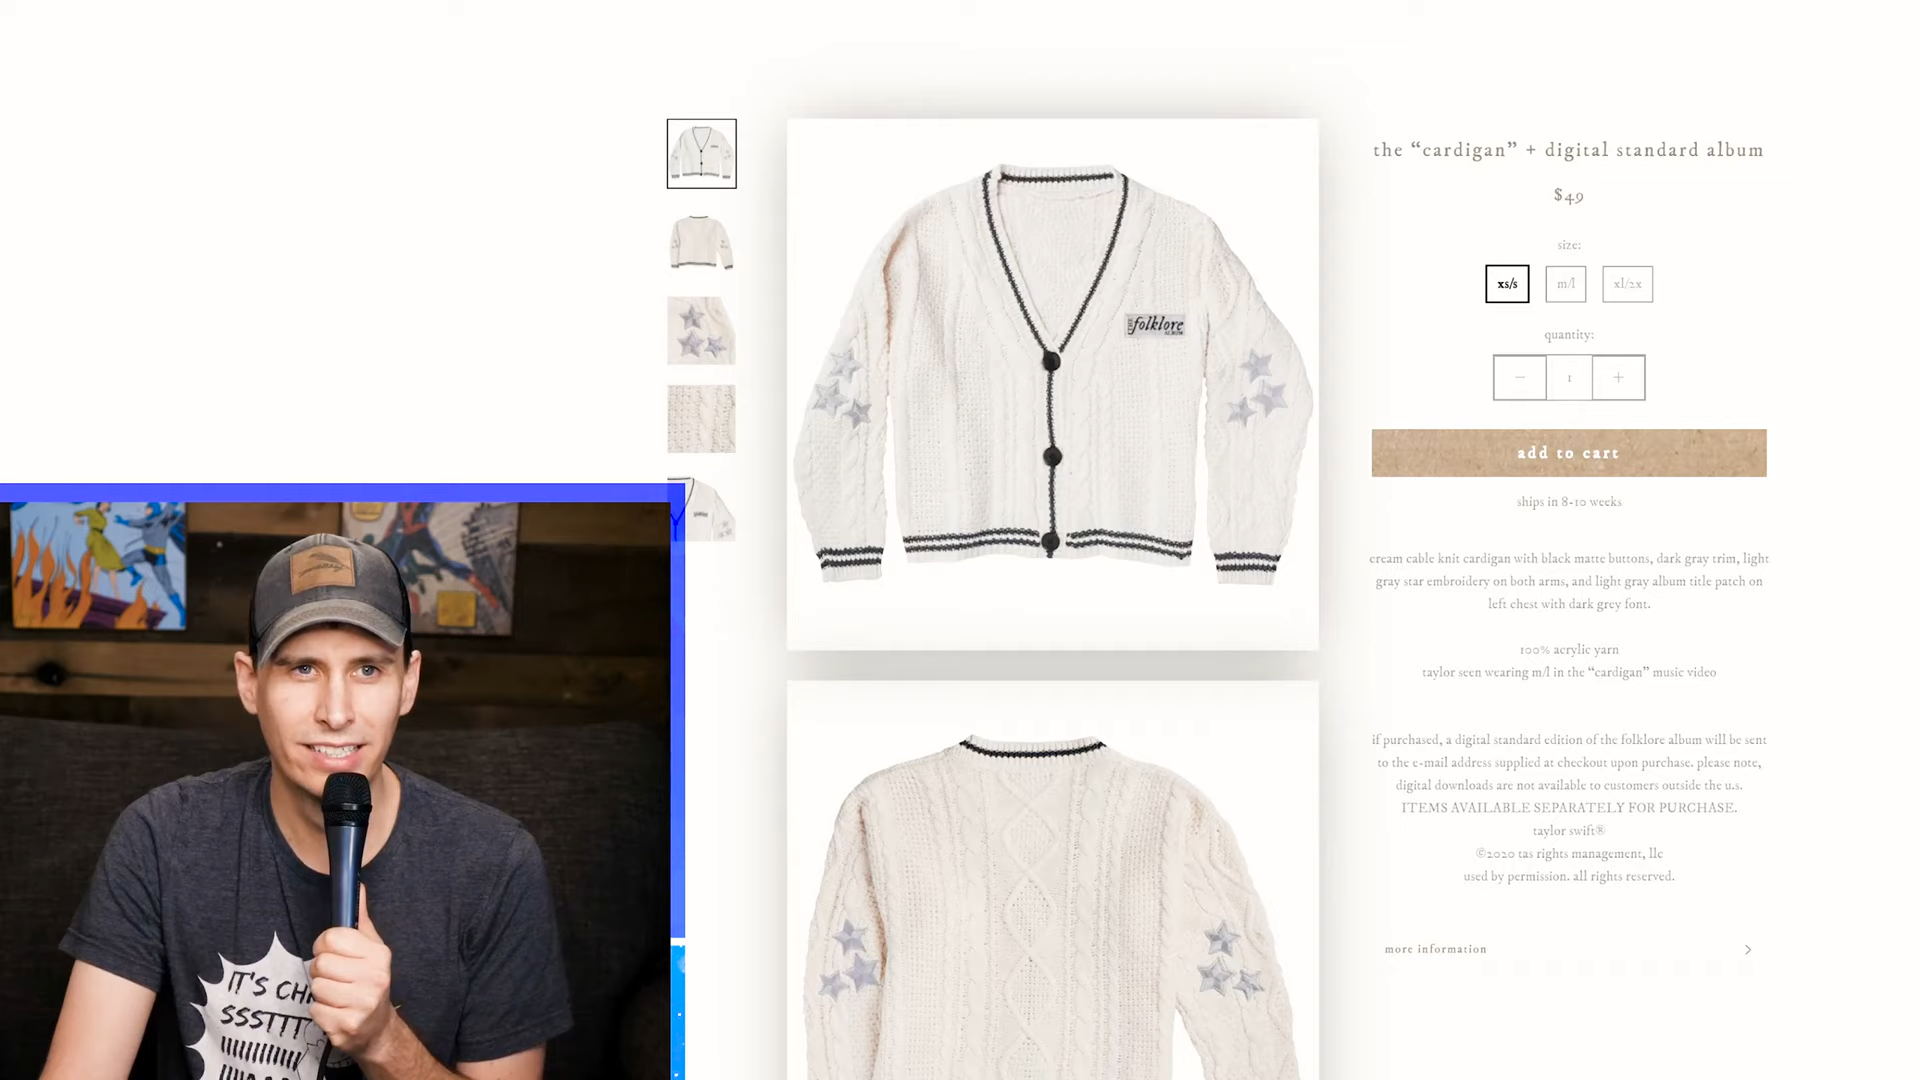 the “cardigan” + digital standard album
$49
size:
xs/s m/l xl/2x
quantity:
− 1 +
add to cart
ships in 8-10 weeks
cream cable knit cardigan with black matte buttons, dark gray trim, light
gray star embroidery on both arms, and light gray album title patch on
left chest with dark grey font.
100% acrylic yarn
taylor seen wearing m/l in the “cardigan” music video
if purchased, a digital standard edition of the folklore album will be sent
to the e-mail address supplied at checkout upon purchase. please note,
digital downloads are not available to customers outside the u.s.
ITEMS AVAILABLE SEPARATELY FOR PURCHASE.
taylor swift®
©2020 tas rights management, llc
used by permission. all rights reserved.
more information
THE folklore ALBUM
IT'S CH
SSSTTT